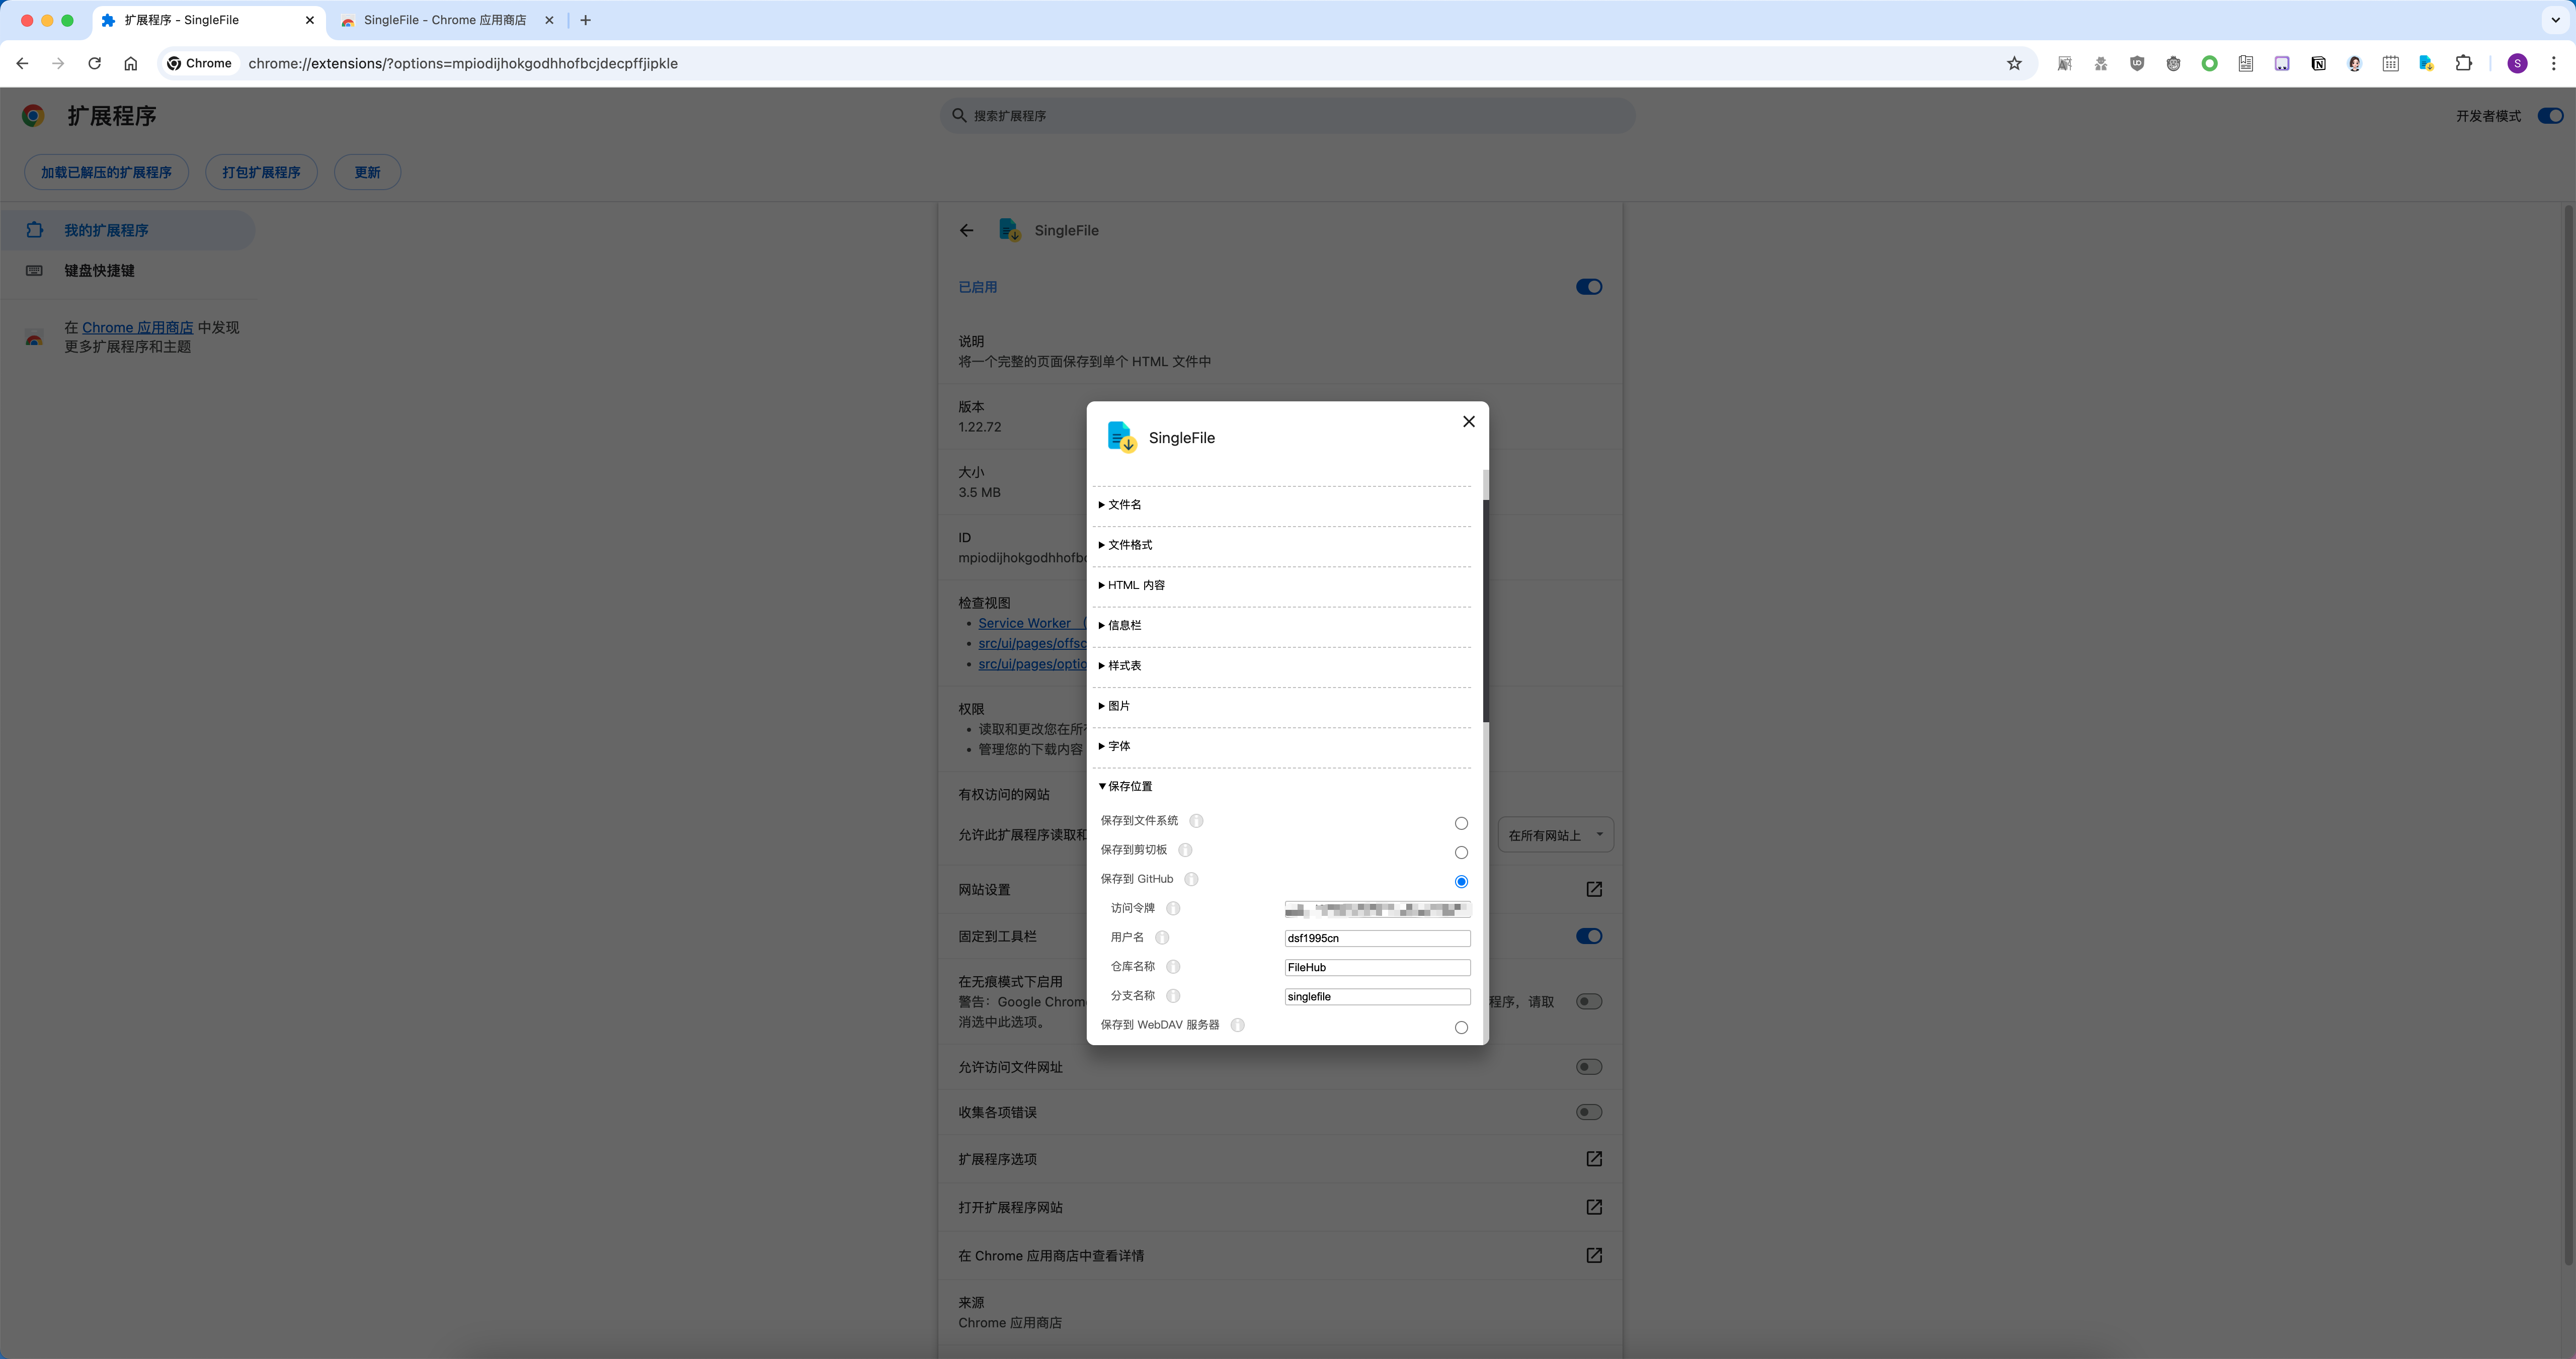 扩展程序 - SingleFile
SingleFile - Chrome 应用商店
Chrome
chrome://extensions/?options=mpiodijhokgodhhofbcjdecpffjipkle
S
扩展程序
搜索扩展程序
开发者模式
加载已解压的扩展程序
打包扩展程序
更新
我的扩展程序
键盘快捷键
在 Chrome 应用商店 中发现
更多扩展程序和主题
SingleFile
已启用
说明
将一个完整的页面保存到单个 HTML 文件中
版本
1.22.72
大小
3.5 MB
ID
mpiodijhokgodhhofbc
检查视图
Service Worker （
src/ui/pages/offsc
src/ui/pages/optio
权限
读取和更改您在所有
管理您的下载内容
有权访问的网站
允许此扩展程序读取和
在所有网站上
网站设置
固定到工具栏
在无痕模式下启用
警告：Google Chrom
程序，请取
消选中此选项。
允许访问文件网址
收集各项错误
扩展程序选项
打开扩展程序网站
在 Chrome 应用商店中查看详情
来源
Chrome 应用商店
SingleFile
文件名
文件格式
HTML 内容
信息栏
样式表
图片
字体
保存位置
保存到文件系统
保存到剪切板
保存到 GitHub
访问令牌
用户名
dsf1995cn
仓库名称
FileHub
分支名称
singlefile
保存到 WebDAV 服务器